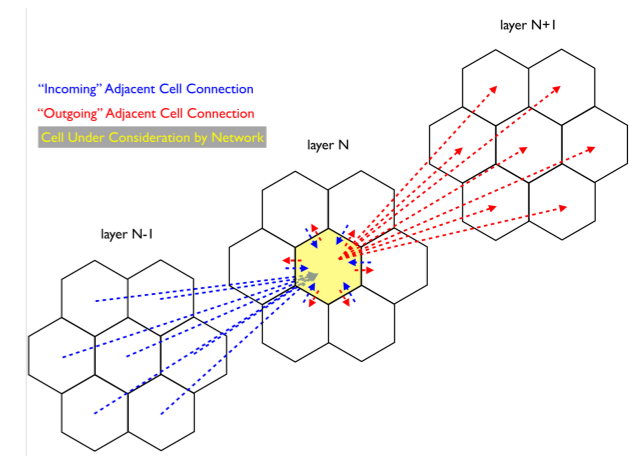 layer N+1
“Incoming” Adjacent Cell Connection
“Outgoing” Adjacent Cell Connection
Cell Under Consideration by Network
layer N
layer N-1